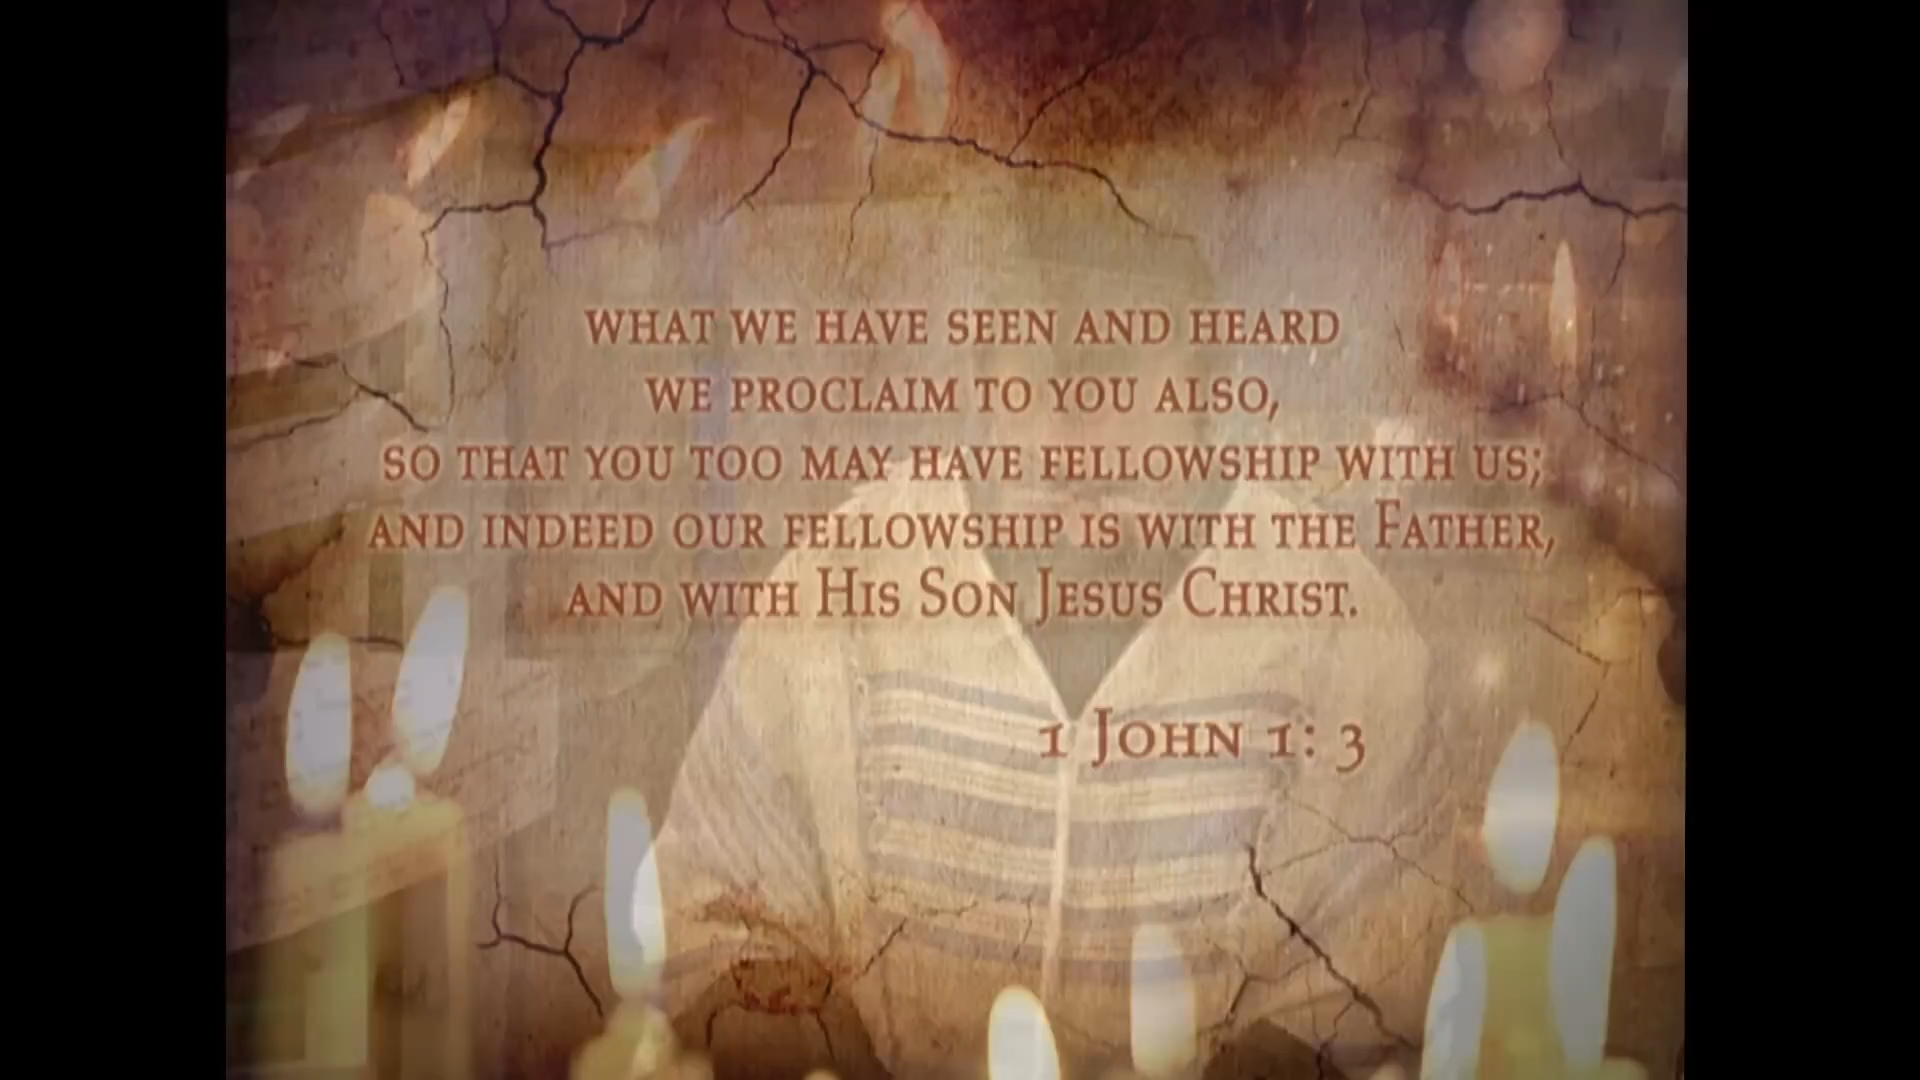 WHAT WE HAVE SEEN AND HEARD
WE PROCLAIM TO YOU ALSO,
SO THAT YOU TOO MAY HAVE FELLOWSHIP WITH US;
AND INDEED OUR FELLOWSHIP IS WITH THE FATHER,
AND WITH HIS SON JESUS CHRIST.
1 JOHN 1: 3